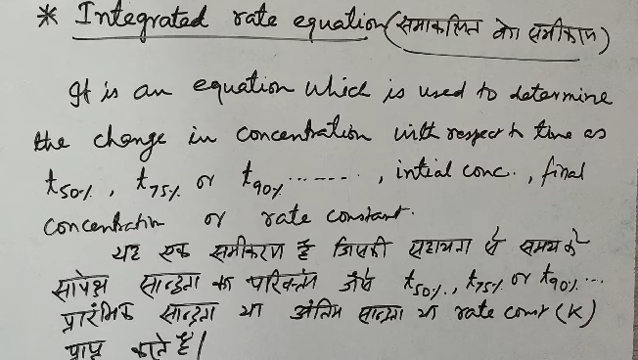 * Integrated rate equation (समाकलित वेग समीकरण)
It is an equation which is used to determine
the change in concentration with respect to time as
t50%, t75% or t90% ......., intial conc., final
concentration or rate constant.
यह एक समीकरण है जिसकी सहायता से समय के
सापेक्ष सान्द्रता का परिवर्तन जैसे t50%, t75% or t90%...
प्रारंभिक सान्द्रता या अंतिम सान्द्रता या rate const (K)
प्राप्त करते हैं।